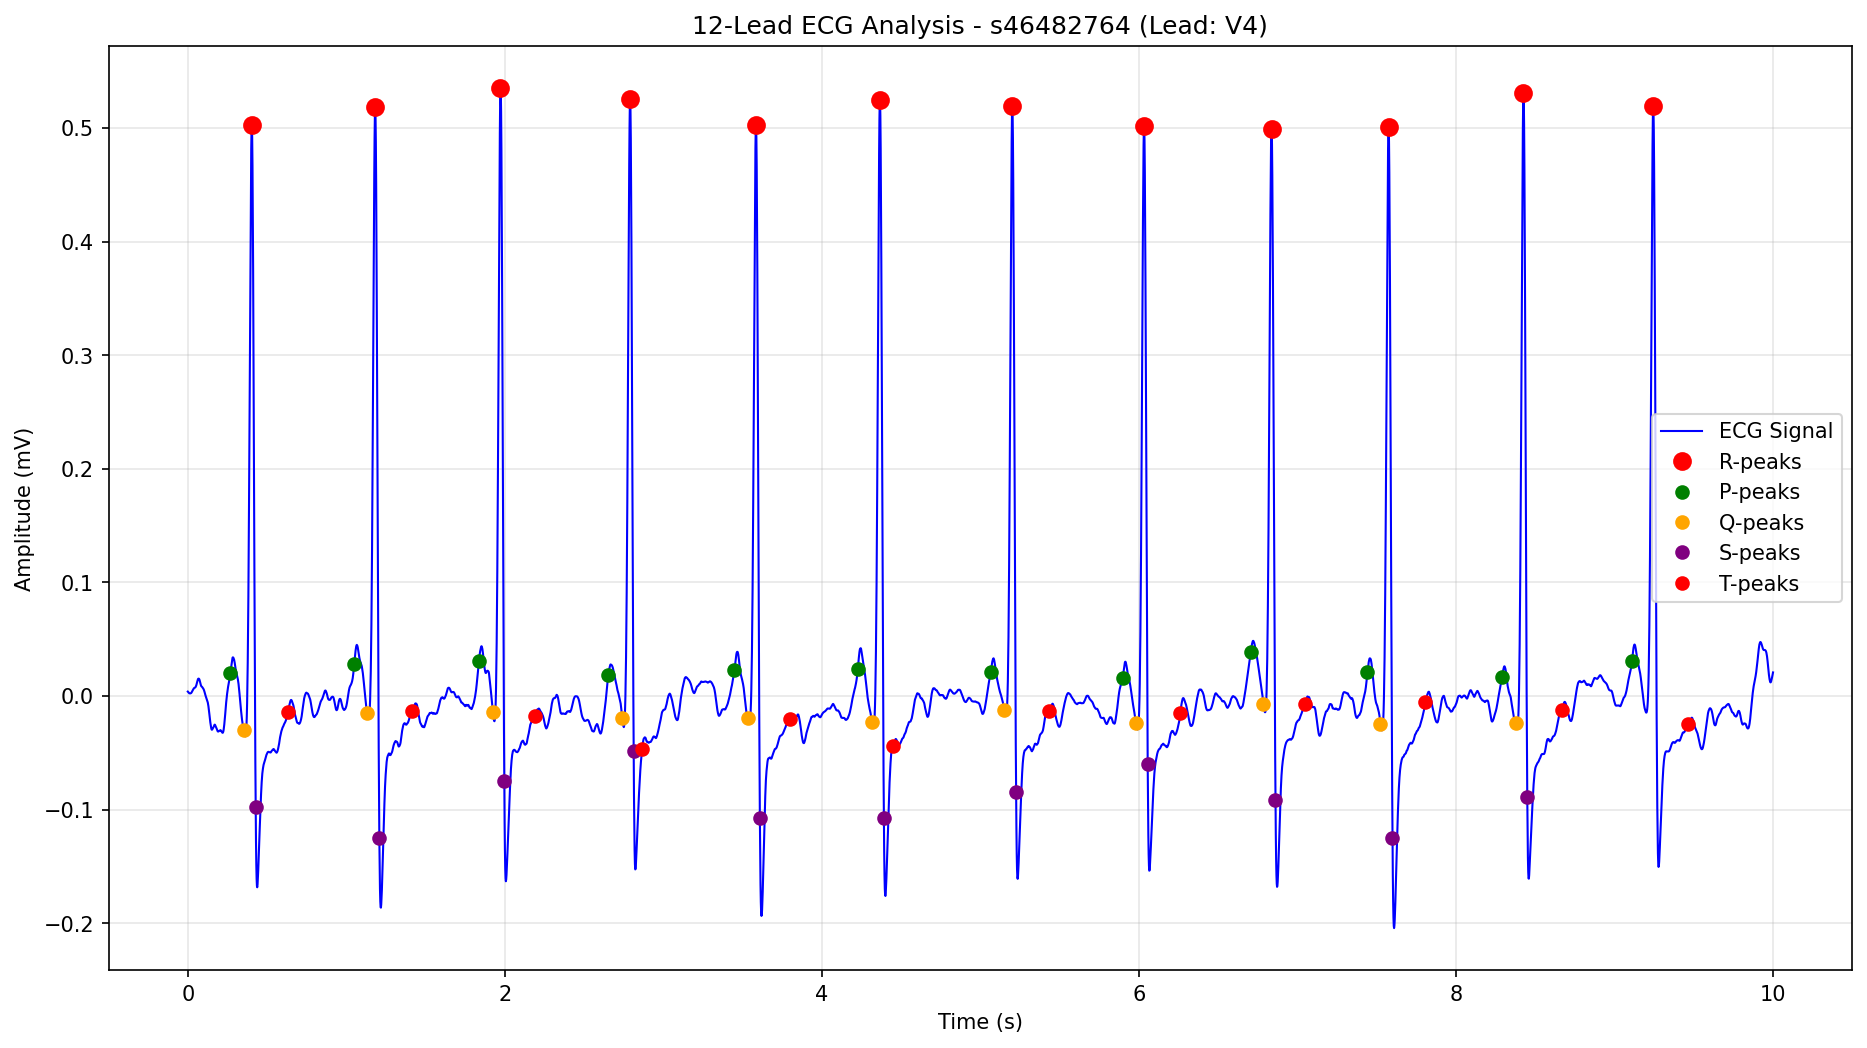 12-Lead ECG Analysis - s46482764 (Lead: V4)
Amplitude (mV)
0.5
0.4
0.3
0.2
0.1
0.0
−0.1
−0.2
ECG Signal
R-peaks
P-peaks
Q-peaks
S-peaks
T-peaks
0 2 4 6 8 10
Time (s)